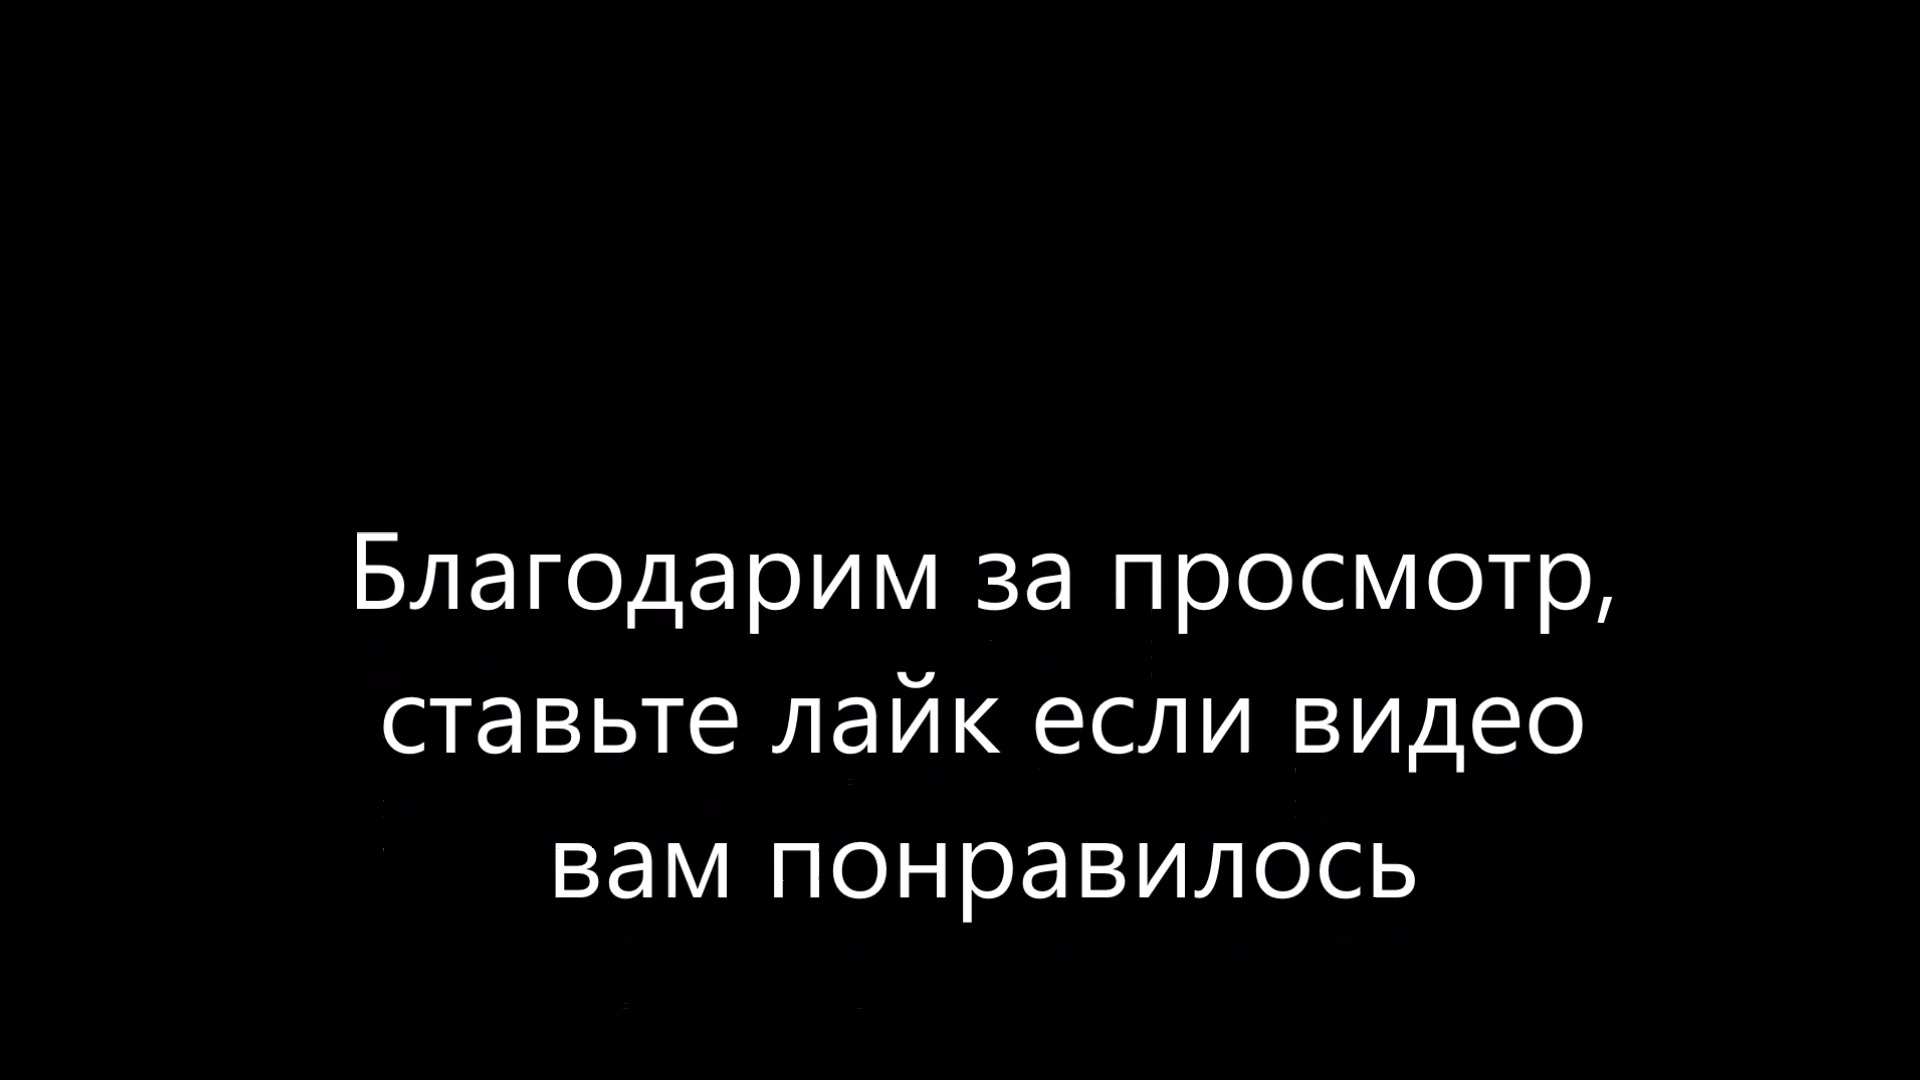 Благодарим за просмотр,
ставьте лайк если видео
вам понравилось